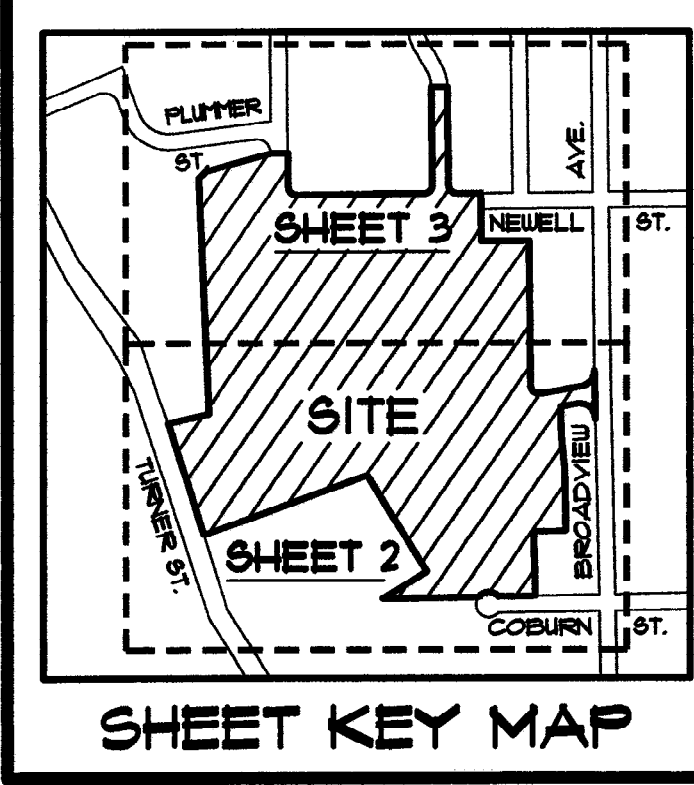 PLUMMER
ST.
AVE.
SHEET 3
NEWELL
ST.
SITE
BROADVIEW
TURNER ST.
SHEET 2
COBURN
ST.
SHEET KEY MAP